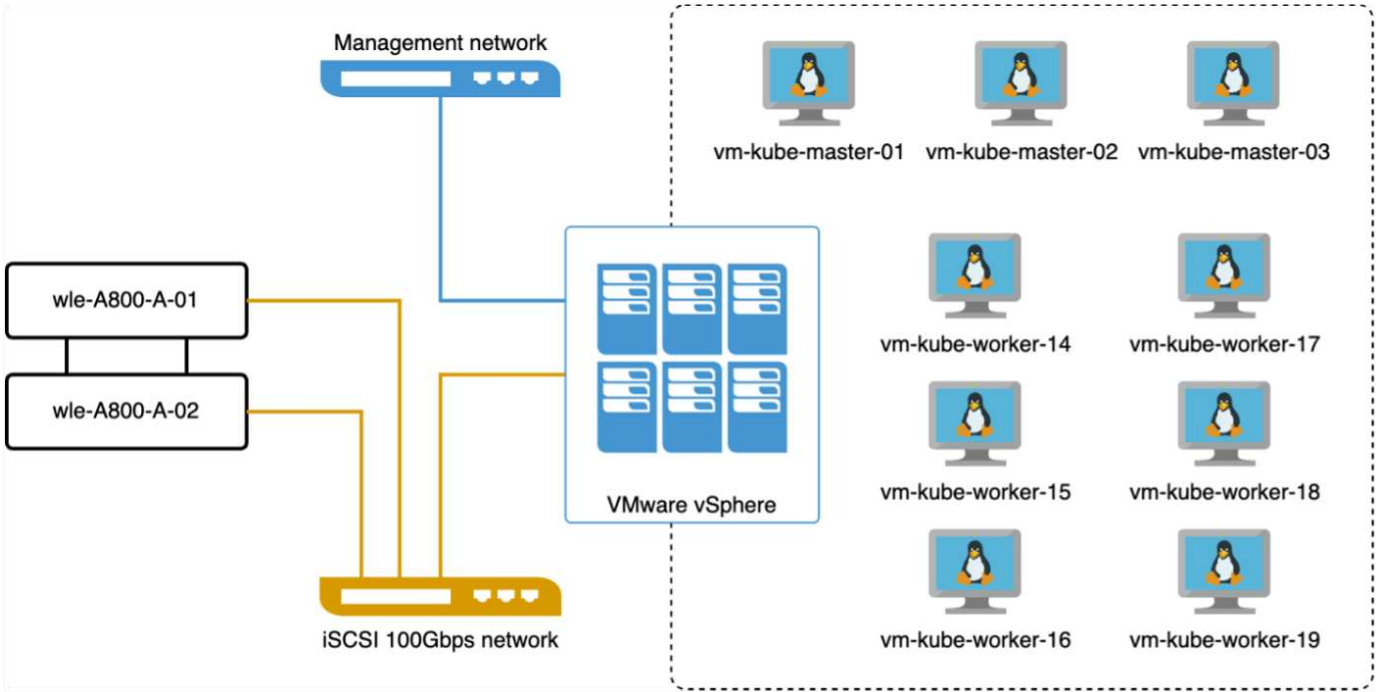 Management network
vm-kube-master-01
vm-kube-master-02
vm-kube-master-03
wle-A800-A-01
wle-A800-A-02
VMware vSphere
iSCSI 100Gbps network
vm-kube-worker-14
vm-kube-worker-17
vm-kube-worker-15
vm-kube-worker-18
vm-kube-worker-16
vm-kube-worker-19